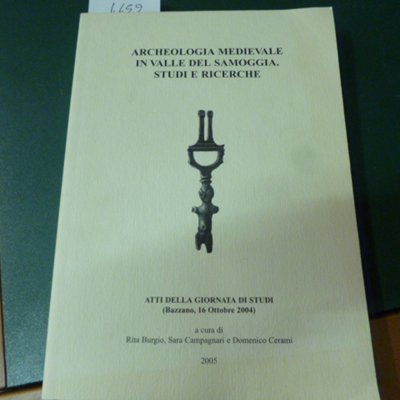 6577
ARCHEOLOGIA MEDIEVALE
IN VALLE DEL SAMOGGIA.
STUDI E RICERCHE
ATTI DELLA GIORNATA DI STUDI
(Bazzano, 16 Ottobre 2004)
a cura di
Rita Burgio, Sara Campagnari e Domenico Cerami
2005